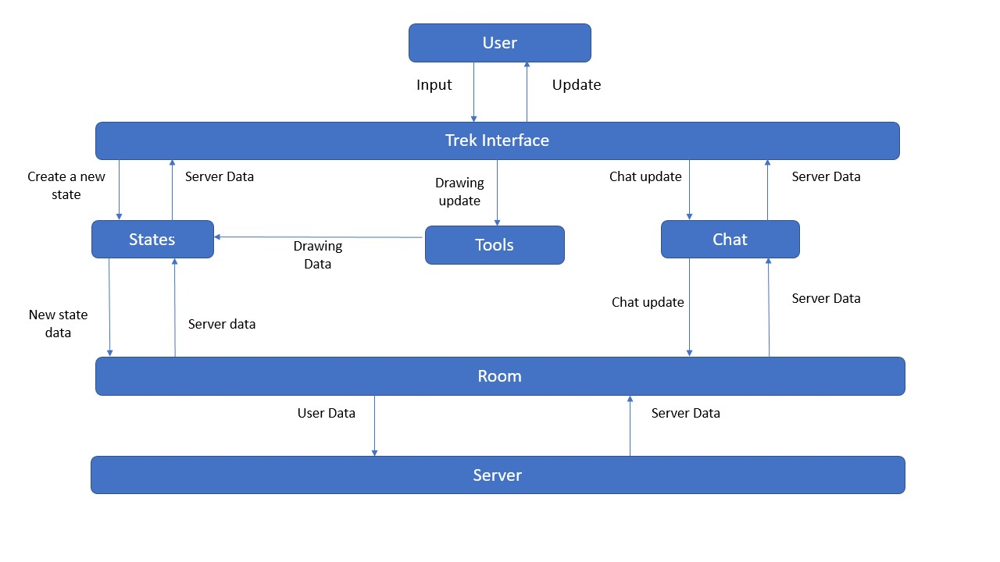 User
Input
Update
Trek Interface
Create a new
state
Server Data
Drawing
update
Chat update
Server Data
States
Tools
Chat
Drawing
Data
New state
data
Server data
Chat update
Server Data
Room
User Data
Server Data
Server